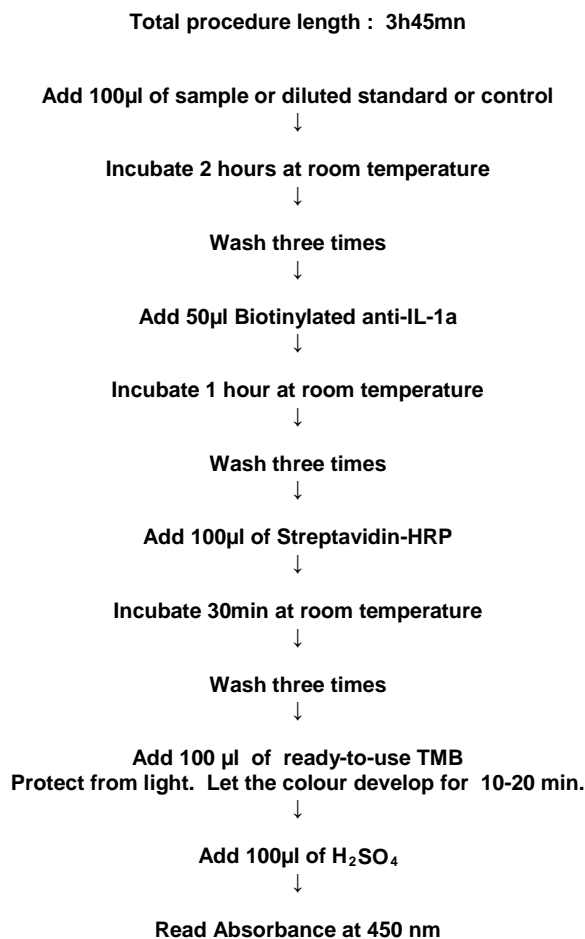 Total procedure length : 3h45mn
Add 100µl of sample or diluted standard or control
↓
Incubate 2 hours at room temperature
↓
Wash three times
↓
Add 50µl Biotinylated anti-IL-1a
↓
Incubate 1 hour at room temperature
↓
Wash three times
↓
Add 100µl of Streptavidin-HRP
↓
Incubate 30min at room temperature
↓
Wash three times
↓
Add 100 µl of ready-to-use TMB
Protect from light. Let the colour develop for 10-20 min.
↓
Add 100µl of H₂SO₄
↓
Read Absorbance at 450 nm